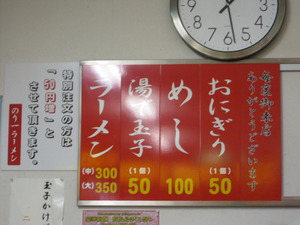 毎度御来店
ありがとうございます
おにぎり
(1個)
50
めし
100
湯で玉子
(1個)
50
ラーメン
(中)300
(大)350
特別注文の方は
「50円増」と
させて頂きます。
のり一ラーメン
玉子かけ